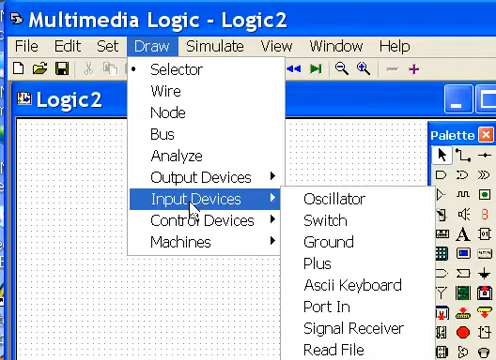 Multimedia Logic - Logic2
File Edit Set Draw Simulate View Window Help
Logic2
Selector
Wire
Node
Bus
Analyze
Output Devices
Input Devices
Control Devices
Machines
Oscillator
Switch
Ground
Plus
Ascii Keyboard
Port In
Signal Receiver
Read File
Palette
A
8